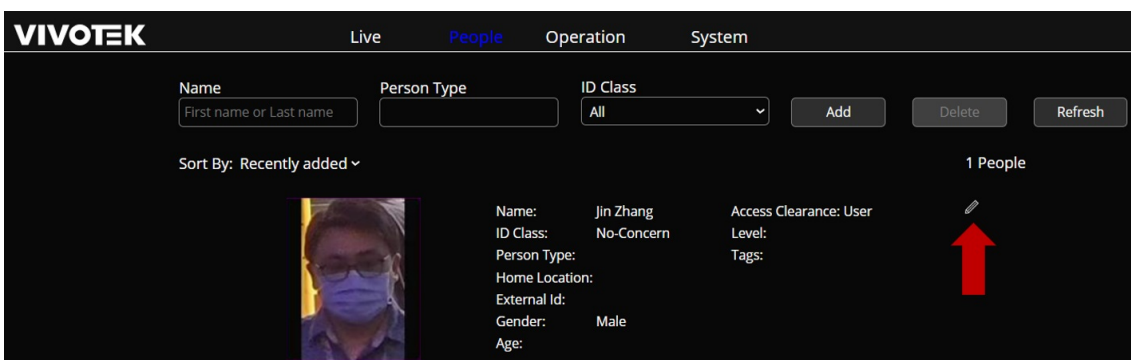 VIVOTEK Live People Operation System
Name Person Type ID Class
First name or Last name All Add Delete Refresh
Sort By: Recently added 1 People
Name: Jin Zhang Access Clearance: User
ID Class: No-Concern Level:
Person Type: Tags:
Home Location:
External Id:
Gender: Male
Age: